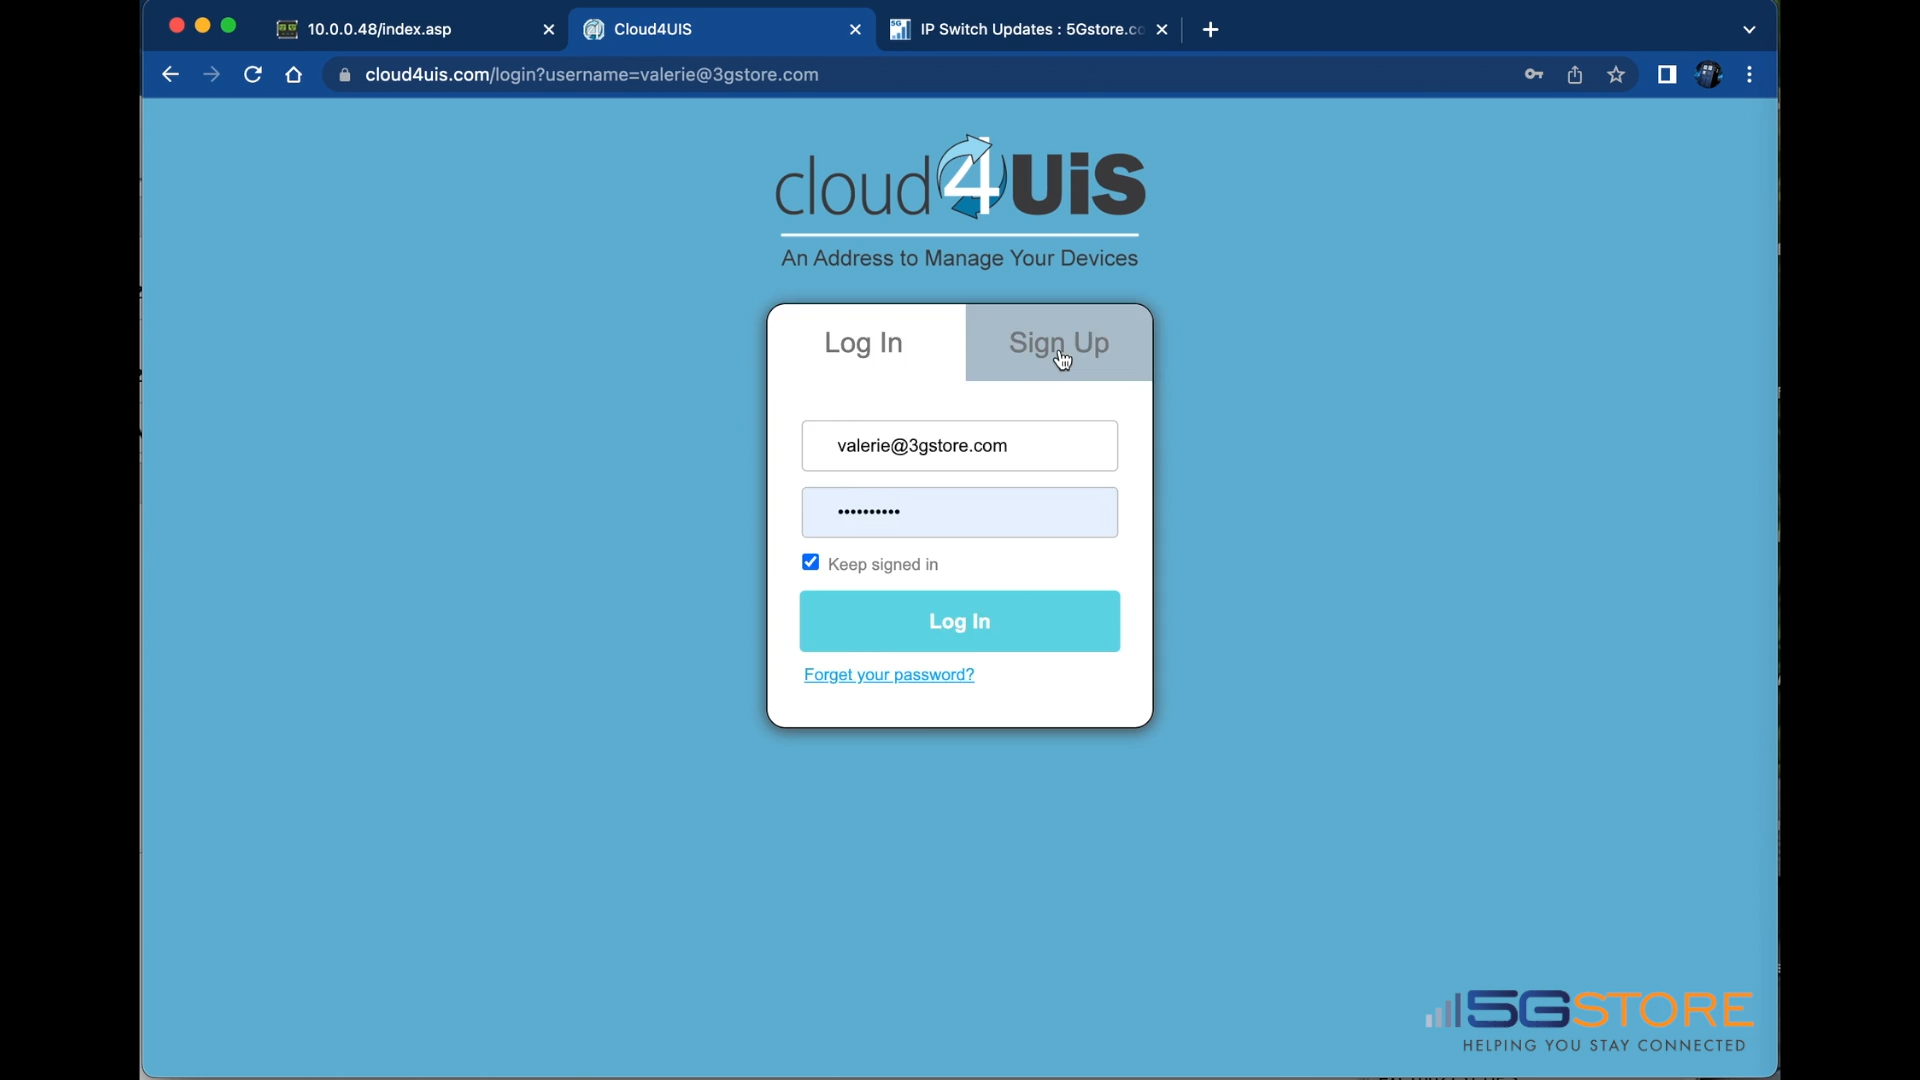 10.0.0.48/index.asp
Cloud4UIS
IP Switch Updates : 5Gstore.co
cloud4uis.com/login?username=valerie@3gstore.com
cloud4UiS
An Address to Manage Your Devices
Log In
Sign Up
valerie@3gstore.com
••••••••••
Keep signed in
Log In
Forget your password?
5GSTORE
HELPING YOU STAY CONNECTED